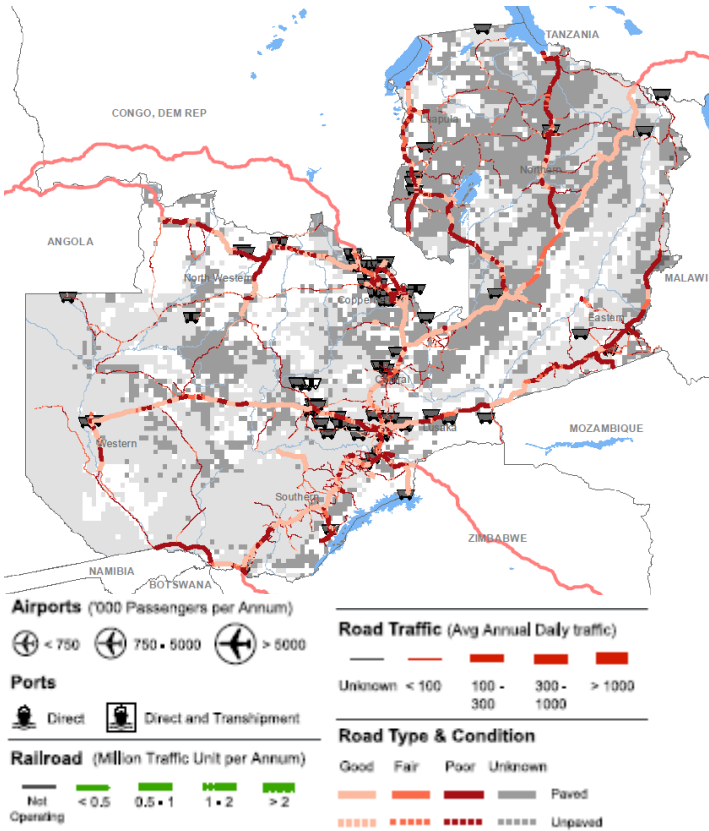 TANZANIA
CONGO, DEM REP
Luapula
Northern
ANGOLA
North Western
MALAWI
Copperbelt
Eastern
Central
Lusaka
MOZAMBIQUE
Western
Southern
ZIMBABWE
NAMIBIA
BOTSWANA
Airports ('000 Passengers per Annum)
< 750 750 - 5000 > 5000
Ports
Direct Direct and Transhipment
Railroad (Million Traffic Unit per Annum)
Not Operating < 0.5 0.5 - 1 1 - 2 > 2
Road Traffic (Avg Annual Daily traffic)
Unknown < 100 100 - 300 300 - 1000 > 1000
Road Type & Condition
Good Fair Poor Unknown
Paved
Unpaved